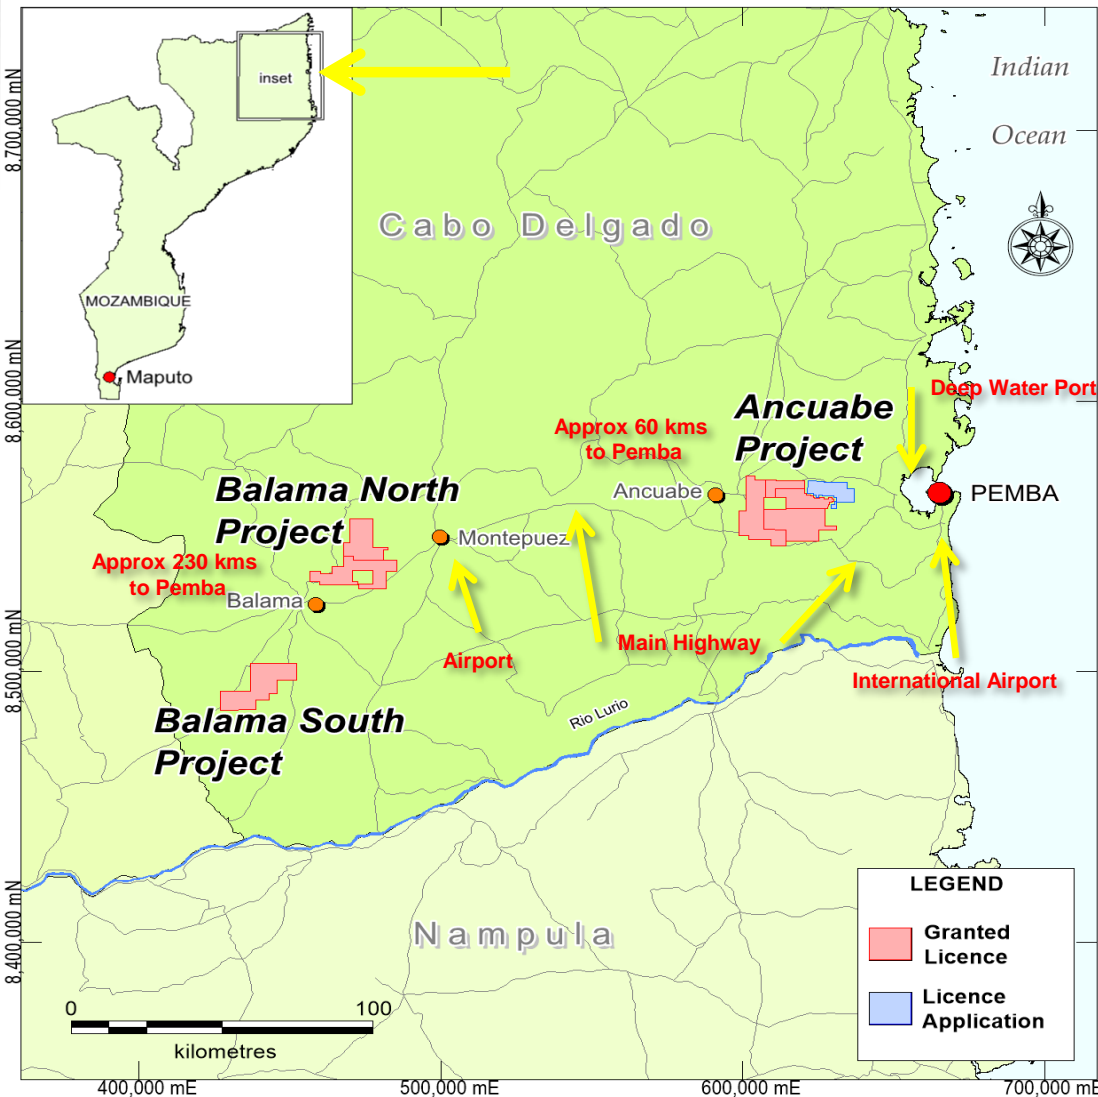 inset
MOZAMBIQUE
Maputo
Indian
Ocean
Cabo Delgado
8,700,000 mN
8,600,000 mN
8,500,000 mN
8,400,000 mN
Deep Water Port
Ancuabe
Project
Approx 60 kms
to Pemba
Ancuabe
PEMBA
Balama North
Project
Montepuez
Approx 230 kms
to Pemba
Balama
Airport
Main Highway
International Airport
Balama South
Project
Rio Lurio
Nampula
LEGEND
Granted
Licence
Licence
Application
0 100
kilometres
400,000 mE
500,000 mE
600,000 mE
700,000 mE